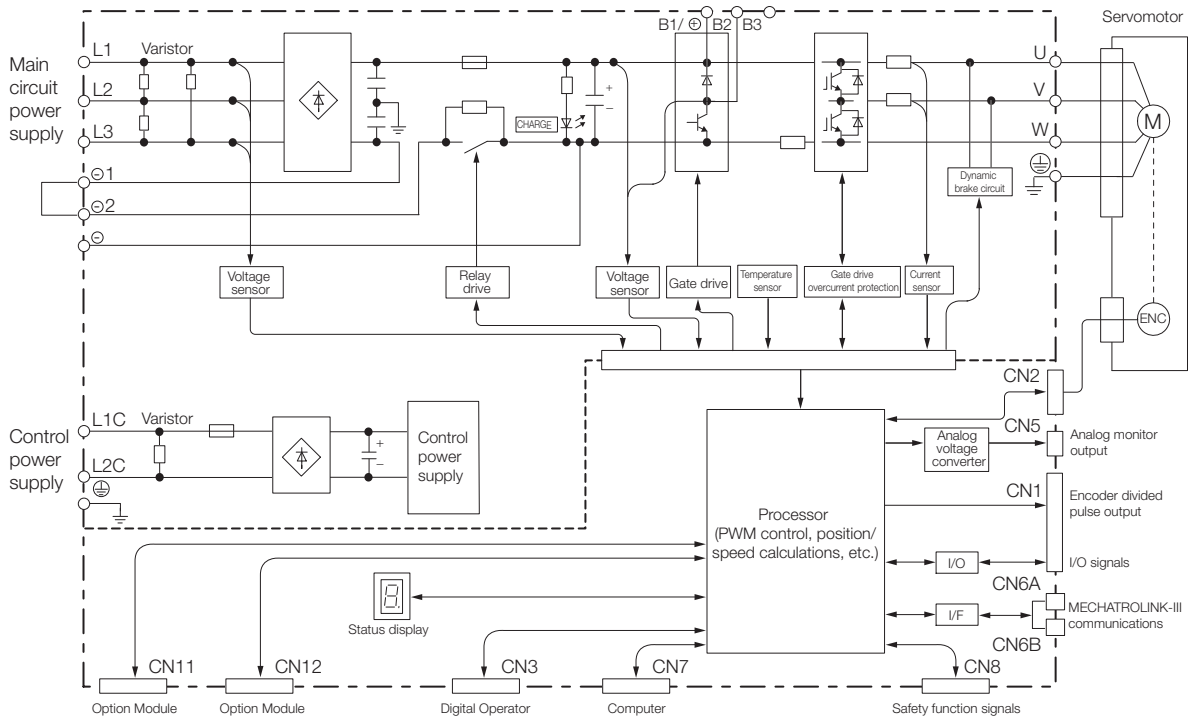 B1/⊕ B2 B3
Servomotor
Main
circuit
power
supply
L1
Varistor
L2
L3
⊖1
⊖2
⊖
+
–
CHARGE
U
V
W
M
Dynamic
brake circuit
Voltage
sensor
Relay
drive
Voltage
sensor
Gate drive
Temperature
sensor
Gate drive
overcurrent protection
Current
sensor
ENC
Control
power
supply
L1C
Varistor
L2C
+
–
Control
power
supply
Processor
(PWM control, position/
speed calculations, etc.)
CN2
CN5
Analog
voltage
converter
Analog monitor
output
CN1
Encoder divided
pulse output
I/O
I/O signals
CN6A
I/F
MECHATROLINK-III
communications
CN6B
8.
Status display
CN11
CN12
CN3
CN7
CN8
Option Module
Option Module
Digital Operator
Computer
Safety function signals